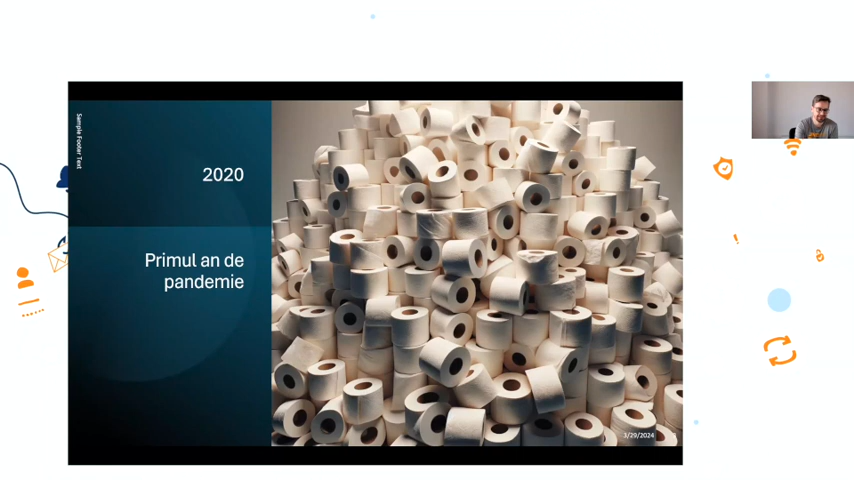 Sample Footer Text
2020
Primul an de
pandemie
3/29/2024